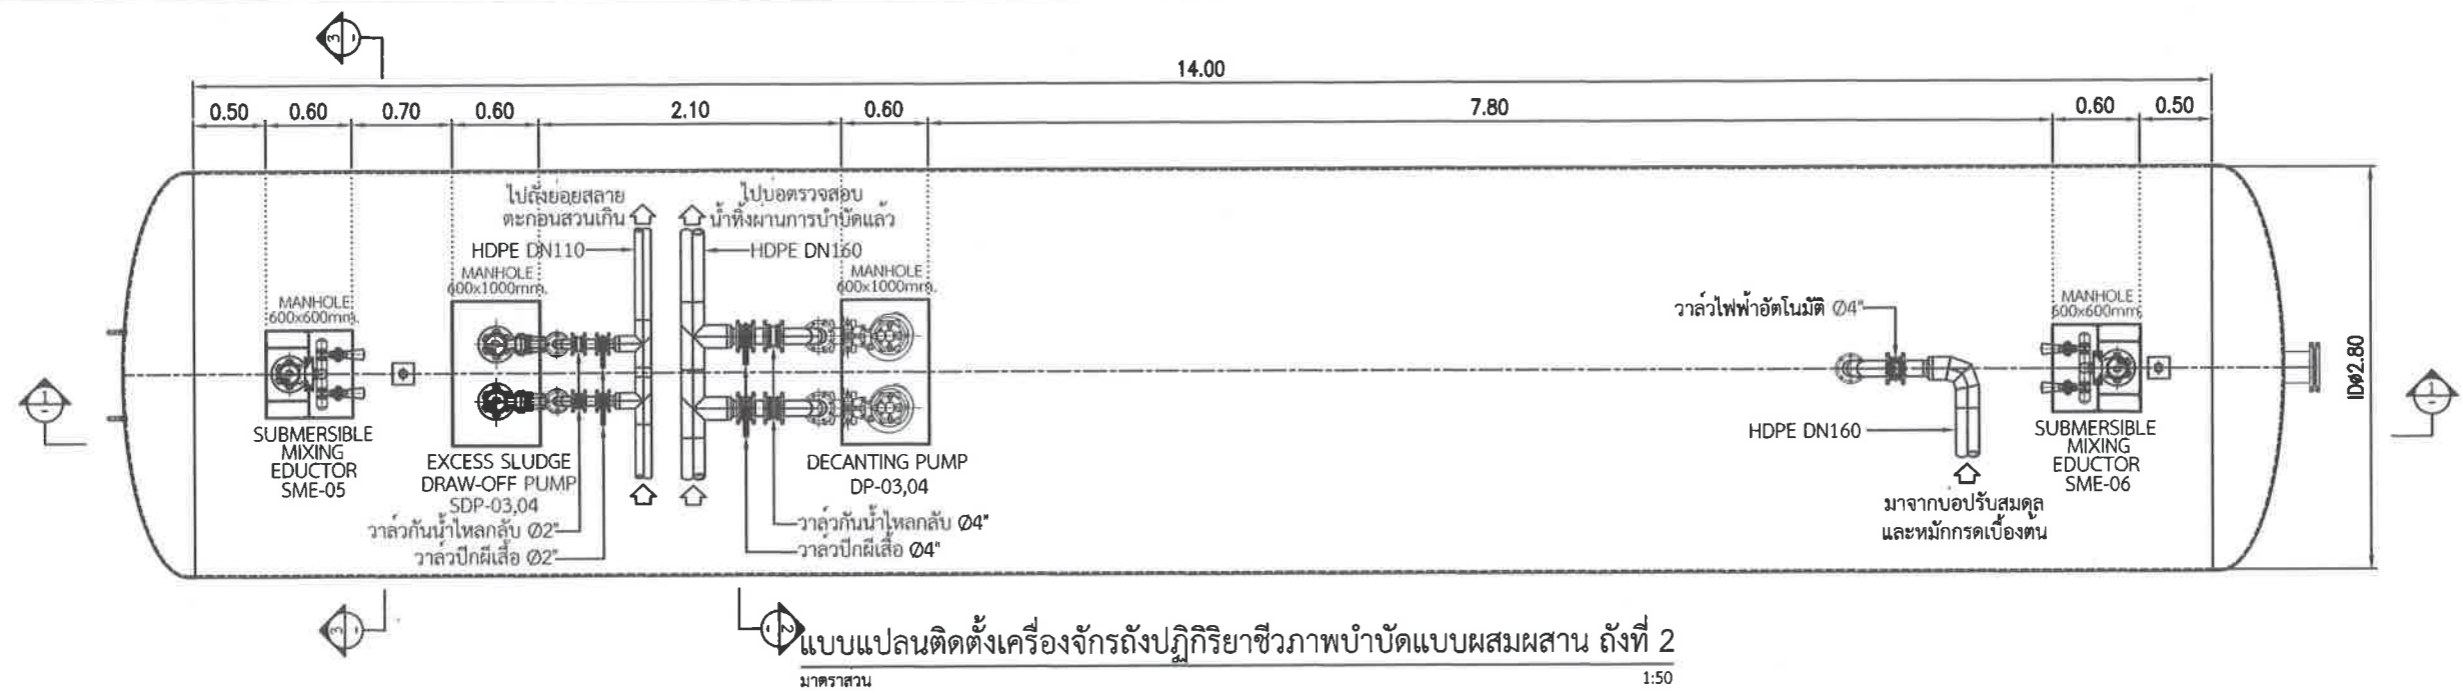 3
-
14.00
0.50 0.60 0.70 0.60 2.10 0.60 7.80 0.60 0.50
ไปถังย่อยสลาย
ตะกอนส่วนเกิน
ไปบ่อตรวจสอบ
น้ำทิ้งผ่านการบำบัดแล้ว
HDPE DN110
HDPE DN160
MANHOLE
600x600mm.
MANHOLE
600x1000mm.
MANHOLE
600x1000mm.
วาล์วไฟฟ้าอัตโนมัติ Ø4"
MANHOLE
600x600mm.
IDø2.80
1
-
1
-
SUBMERSIBLE
MIXING
EDUCTOR
SME-05
EXCESS SLUDGE
DRAW-OFF PUMP
SDP-03,04
วาล์วกันน้ำไหลกลับ Ø2"
วาล์วปีกผีเสื้อ Ø2"
DECANTING PUMP
DP-03,04
วาล์วกันน้ำไหลกลับ Ø4"
วาล์วปีกผีเสื้อ Ø4"
HDPE DN160
มาจากบ่อปรับสมดุล
และหมักกรดเบื้องต้น
SUBMERSIBLE
MIXING
EDUCTOR
SME-06
3
-
2
-
แบบแปลนติดตั้งเครื่องจักรถังปฏิกิริยาชีวภาพบำบัดแบบผสมผสาน ถังที่ 2
มาตราส่วน 1:50